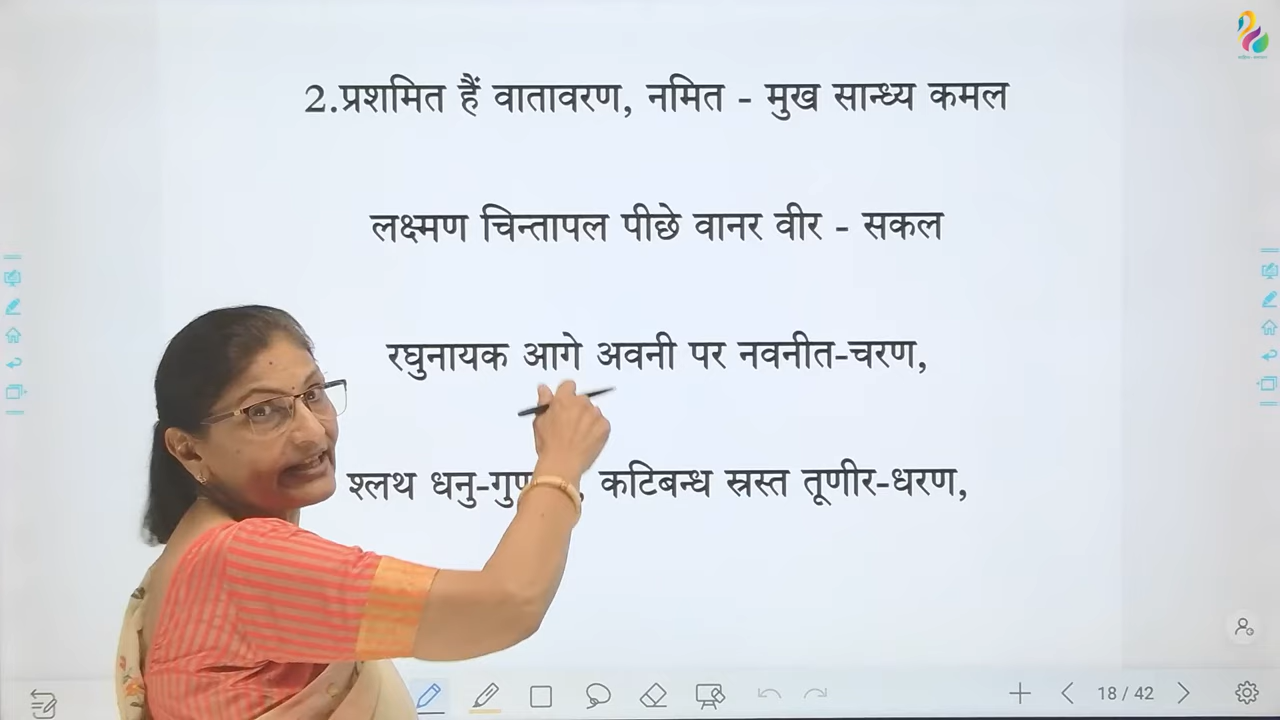 2.प्रशमित हैं वातावरण, नमित - मुख सान्ध्य कमल
लक्ष्मण चिन्तापल पीछे वानर वीर - सकल
रघुनायक आगे अवनी पर नवनीत-चरण,
श्लथ धनु-गुण कटिबन्ध स्रस्त तूणीर-धरण,
18 / 42